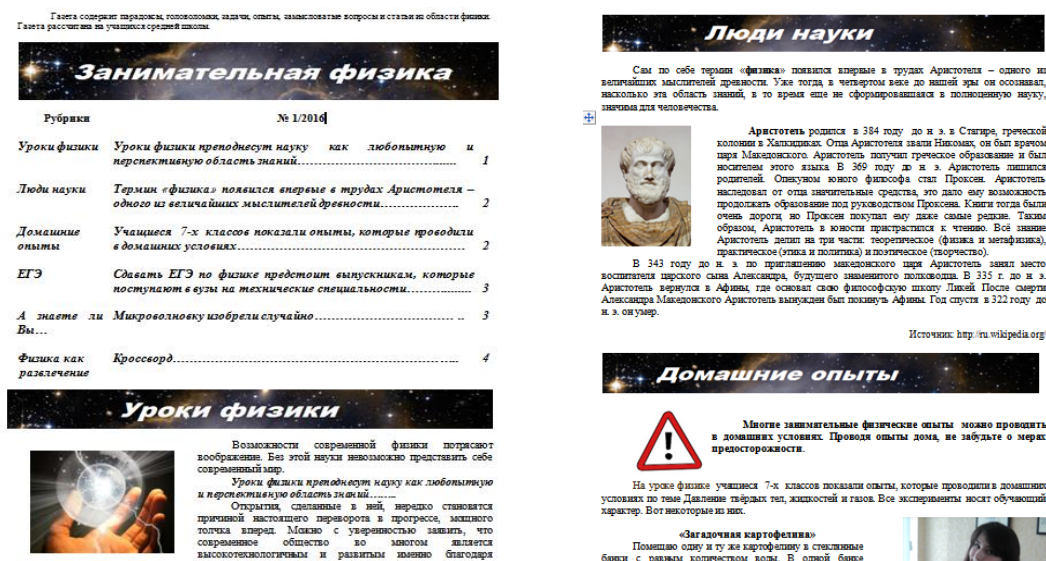 Газета содержит парадоксы, головоломки, задачи, опыты, замысловатые вопросы и статьи из области физики.
Газета рассчитана на учащихся средней школы.
Занимательная физика
Рубрики № 1/2016
Уроки физики Уроки физики преподнесут науку как любопытную и
перспективную область знаний 1
Люди науки Термин «физика» появился впервые в трудах Аристотеля –
одного из величайших мыслителей древности 2
Домашние Учащиеся 7-х классов показали опыты, которые проводили
опыты в домашних условиях 2
ЕГЭ Сдавать ЕГЭ по физике предстоит выпускникам, которые
поступают в вузы на технические специальности 3
А знаете ли Микроволновку изобрели случайно 3
Вы…
Физика как Кроссворд 4
развлечение
Уроки физики
Возможности современной физики потрясают
воображение. Без этой науки невозможно представить себе
современный мир.
Уроки физики преподнесут науку как любопытную
и перспективную область знаний……..
Открытия, сделанные в ней, нередко становятся
причиной настоящего переворота в прогрессе, мощного
толчка вперед. Можно с уверенностью заявить, что
современное общество во многом является
высокотехнологичным и развитым именно благодаря
Люди науки
Сам по себе термин «физика» появился впервые в трудах Аристотеля – одного из
величайших мыслителей древности. Уже тогда, в четвертом веке до нашей эры он осознавал,
насколько эта область знаний, в то время еще не сформировавшаяся в полноценную науку,
значима для человечества.
Аристотель родился в 384 году до н. э. в Стагире, греческой
колонии в Халкидиках. Отца Аристотеля звали Никомах, он был врачом
царя Македонского. Аристотель получил греческое образование и был
носителем этого языка. В 369 году до н. э. Аристотель лишился
родителей. Опекуном юного философа стал Проксен. Аристотель
наследовал от отца значительные средства, это дало ему возможность
продолжать образование под руководством Проксена. Книги тогда были
очень дороги, но Проксен покупал ему даже самые редкие. Таким
образом, Аристотель в юности пристрастился к чтению. Всё знание
Аристотель делил на три части: теоретическое (физика и метафизика),
практическое (этика и политика) и поэтическое (творчество).
В 343 году до н. э. по приглашению македонского царя Аристотель занял место
воспитателя царского сына Александра, будущего знаменитого полководца. В 335 г. до н. э.
Аристотель вернулся в Афины, где основал свою философскую школу Ликей. После смерти
Александра Македонского Аристотель вынужден был покинуть Афины. Год спустя в 322 году до
н. э. он умер.
Источник: http://ru.wikipedia.org/
Домашние опыты
Многие занимательные физические опыты можно проводить
в домашних условиях. Проводя опыты дома, не забудьте о мерах
предосторожности.
На уроке физике учащиеся 7-х классов показали опыты, которые проводили в домашних
условиях по теме Давление твёрдых тел, жидкостей и газов. Все эксперименты носят обучающий
характер. Вот некоторые из них.
«Загадочная картофелина»
Помещаю одну и ту же картофелину в стеклянные
банки с равным количеством воды. В одной банке